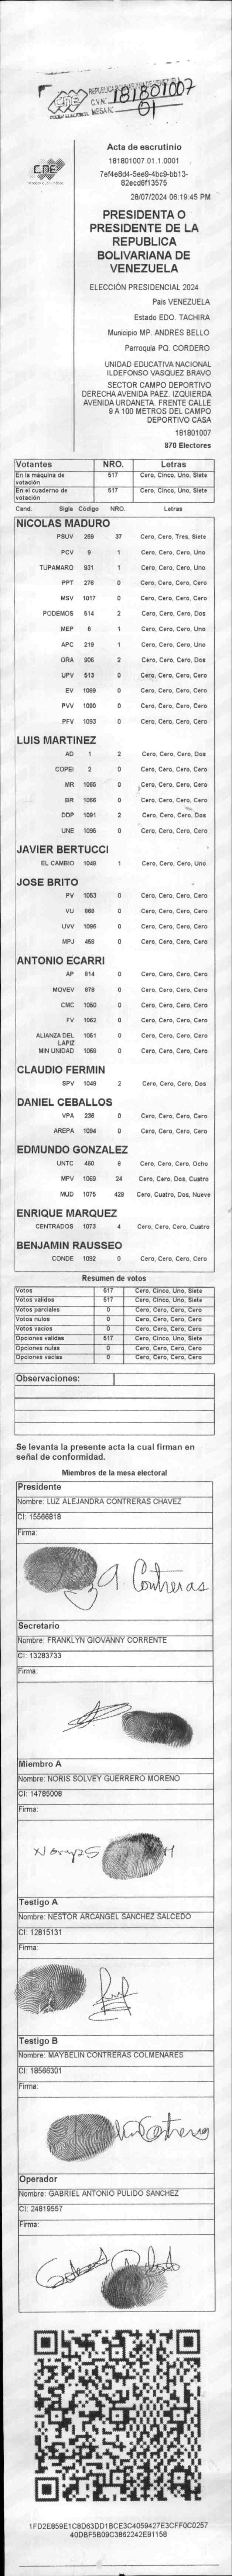 REPUBLICA BOLIVARIANA DE VENEZUELA
CNE
PODER ELECTORAL
C.V.N: 181801007
MESA N: 01
CNE
Acta de escrutinio
181801007.01.1.0001
7ef4e8d4-5ee9-4bc9-bb13-
82ecd6f13575
28/07/2024 06:19:45 PM
PRESIDENTA O
PRESIDENTE DE LA
REPUBLICA
BOLIVARIANA DE
VENEZUELA
ELECCIÓN PRESIDENCIAL 2024
Pais VENEZUELA
Estado EDO. TACHIRA
Municipio MP. ANDRES BELLO
Parroquia PQ. CORDERO
UNIDAD EDUCATIVA NACIONAL
ILDEFONSO VASQUEZ BRAVO
SECTOR CAMPO DEPORTIVO
DERECHA AVENIDA PAEZ. IZQUIERDA
AVENIDA URDANETA. FRENTE CALLE
9 A 100 METROS DEL CAMPO
DEPORTIVO CASA
181801007
870 Electores
Votantes NRO. Letras
En la máquina de votación 517 Cero, Cinco, Uno, Siete
En el cuaderno de votación 517 Cero, Cinco, Uno, Siete
Cand. Sigla Código NRO. Letras
NICOLAS MADURO
PSUV 269 37 Cero, Cero, Tres, Siete
PCV 9 1 Cero, Cero, Cero, Uno
TUPAMARO 931 1 Cero, Cero, Cero, Uno
PPT 276 0 Cero, Cero, Cero, Cero
MSV 1017 0 Cero, Cero, Cero, Cero
PODEMOS 514 2 Cero, Cero, Cero, Dos
MEP 6 1 Cero, Cero, Cero, Uno
APC 219 1 Cero, Cero, Cero, Uno
ORA 906 2 Cero, Cero, Cero, Dos
UPV 513 0 Cero, Cero, Cero, Cero
EV 1069 0 Cero, Cero, Cero, Cero
PVV 1090 0 Cero, Cero, Cero, Cero
PFV 1093 0 Cero, Cero, Cero, Cero
LUIS MARTINEZ
AD 1 2 Cero, Cero, Cero, Dos
COPEI 2 0 Cero, Cero, Cero, Cero
MR 1065 0 Cero, Cero, Cero, Cero
BR 1066 0 Cero, Cero, Cero, Cero
DDP 1091 2 Cero, Cero, Cero, Dos
UNE 1095 0 Cero, Cero, Cero, Cero
JAVIER BERTUCCI
EL CAMBIO 1048 1 Cero, Cero, Cero, Uno
JOSE BRITO
PV 1053 0 Cero, Cero, Cero, Cero
VU 868 0 Cero, Cero, Cero, Cero
UVV 1096 0 Cero, Cero, Cero, Cero
MPJ 459 0 Cero, Cero, Cero, Cero
ANTONIO ECARRI
AP 814 0 Cero, Cero, Cero, Cero
MOVEV 878 0 Cero, Cero, Cero, Cero
CMC 1050 0 Cero, Cero, Cero, Cero
FV 1062 0 Cero, Cero, Cero, Cero
ALIANZA DEL LAPIZ 1051 0 Cero, Cero, Cero, Cero
MIN UNIDAD 1059 0 Cero, Cero, Cero, Cero
CLAUDIO FERMIN
SPV 1049 2 Cero, Cero, Cero, Dos
DANIEL CEBALLOS
VPA 236 0 Cero, Cero, Cero, Cero
AREPA 1094 0 Cero, Cero, Cero, Cero
EDMUNDO GONZALEZ
UNTC 460 8 Cero, Cero, Cero, Ocho
MPV 1069 24 Cero, Cero, Dos, Cuatro
MUD 1075 429 Cero, Cuatro, Dos, Nueve
ENRIQUE MARQUEZ
CENTRADOS 1073 4 Cero, Cero, Cero, Cuatro
BENJAMIN RAUSSEO
CONDE 1092 0 Cero, Cero, Cero, Cero
Resumen de votos
Votos 517 Cero, Cinco, Uno, Siete
Votos validos 517 Cero, Cinco, Uno, Siete
Votos parciales 0 Cero, Cero, Cero, Cero
Votos nulos 0 Cero, Cero, Cero, Cero
Votos vacios 0 Cero, Cero, Cero, Cero
Opciones validas 517 Cero, Cinco, Uno, Siete
Opciones nulas 0 Cero, Cero, Cero, Cero
Opciones vacias 0 Cero, Cero, Cero, Cero
Observaciones:
Se levanta la presente acta la cual firman en
señal de conformidad.
Miembros de la mesa electoral
Presidente
Nombre: LUZ ALEJANDRA CONTRERAS CHAVEZ
CI: 15566818
Firma:
A. Contreras
Secretario
Nombre: FRANKLYN GIOVANNY CORRENTE
CI: 13283733
Firma:
Miembro A
Nombre: NORIS SOLVEY GUERRERO MORENO
CI: 14785008
Firma:
Testigo A
Nombre: NESTOR ARCANGEL SANCHEZ SALCEDO
CI: 12815131
Firma:
Testigo B
Nombre: MAYBELIN CONTRERAS COLMENARES
CI: 18566301
Firma:
Operador
Nombre: GABRIEL ANTONIO PULIDO SANCHEZ
CI: 24819557
Firma:
1FD2E859E1C8D63DD1BCE3C4059427E3CFF0C0257
40DBF5B09C3862242E91158